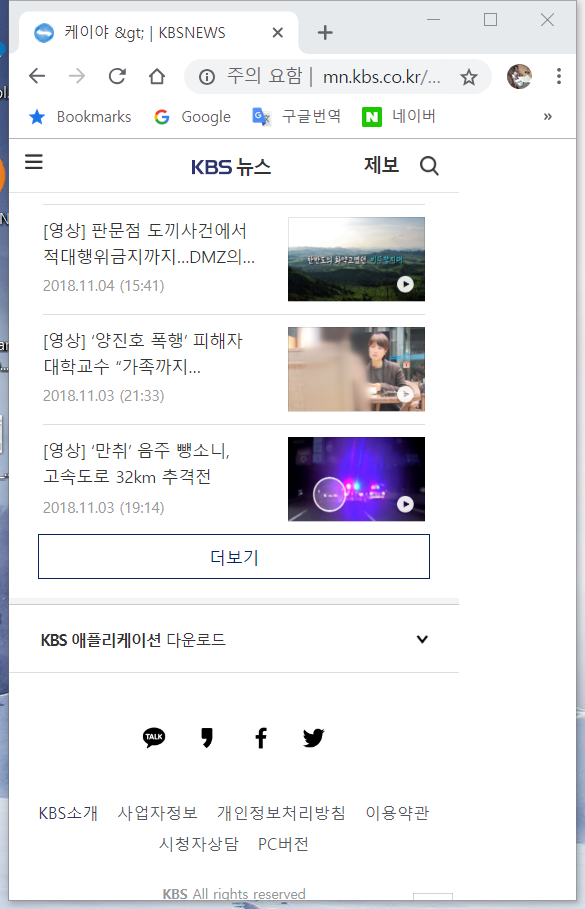 케이야 &gt; | KBSNEWS
주의 요함 | mn.kbs.co.kr/...
Bookmarks Google 구글번역 네이버 »
KBS 뉴스 제보
[영상] 판문점 도끼사건에서
적대행위금지까지...DMZ의...
2018.11.04 (15:41)
[영상] ‘양진호 폭행’ 피해자
대학교수 “가족까지...
2018.11.03 (21:33)
[영상] ‘만취’ 음주 뺑소니,
고속도로 32km 추격전
2018.11.03 (19:14)
더보기
KBS 애플리케이션 다운로드
TALK
KBS소개 사업자정보 개인정보처리방침 이용약관
시청자상담 PC버전
KBS All rights reserved